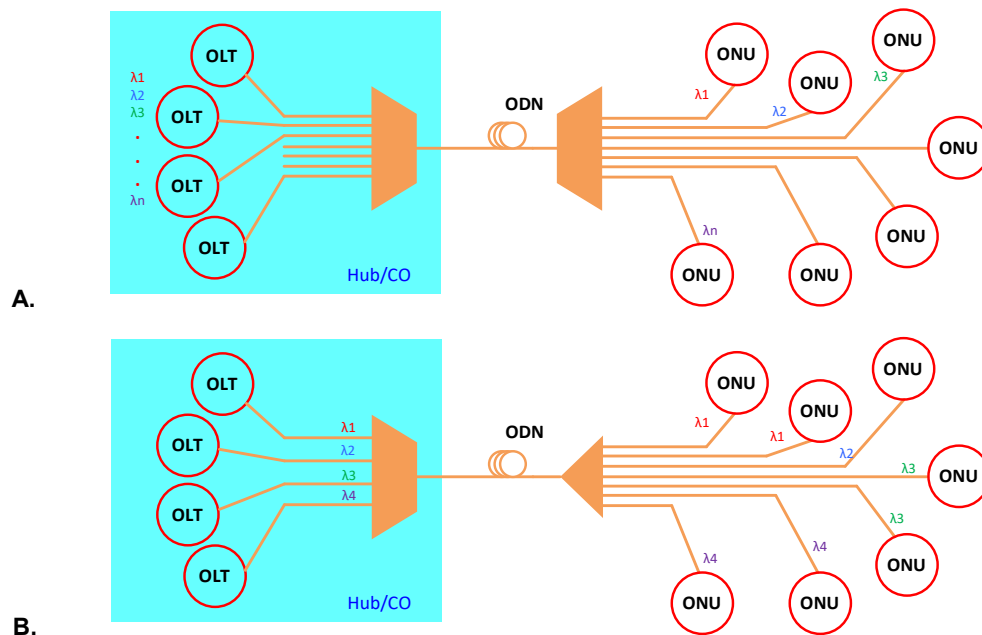 OLT
ONU
ONU
ONU
λ1
λ2
λ3
.
.
.
λn
OLT
OLT
OLT
ODN
λ1
λ2
λ3
ONU
ONU
λn
ONU
ONU
Hub/CO
A.
OLT
OLT
OLT
OLT
λ1
λ2
λ3
λ4
ODN
ONU
ONU
ONU
λ1
λ1
λ2
λ3
ONU
λ3
ONU
λ4
λ4
ONU
ONU
Hub/CO
B.